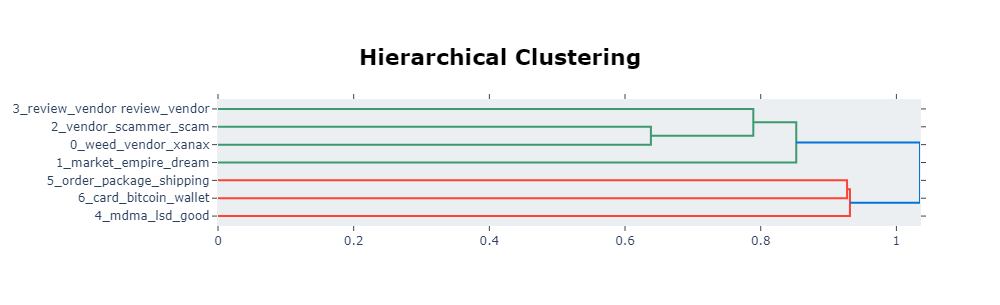 Hierarchical Clustering
3_review_vendor review_vendor
2_vendor_scammer_scam
0_weed_vendor_xanax
1_market_empire_dream
5_order_package_shipping
6_card_bitcoin_wallet
4_mdma_lsd_good
0 0.2 0.4 0.6 0.8 1